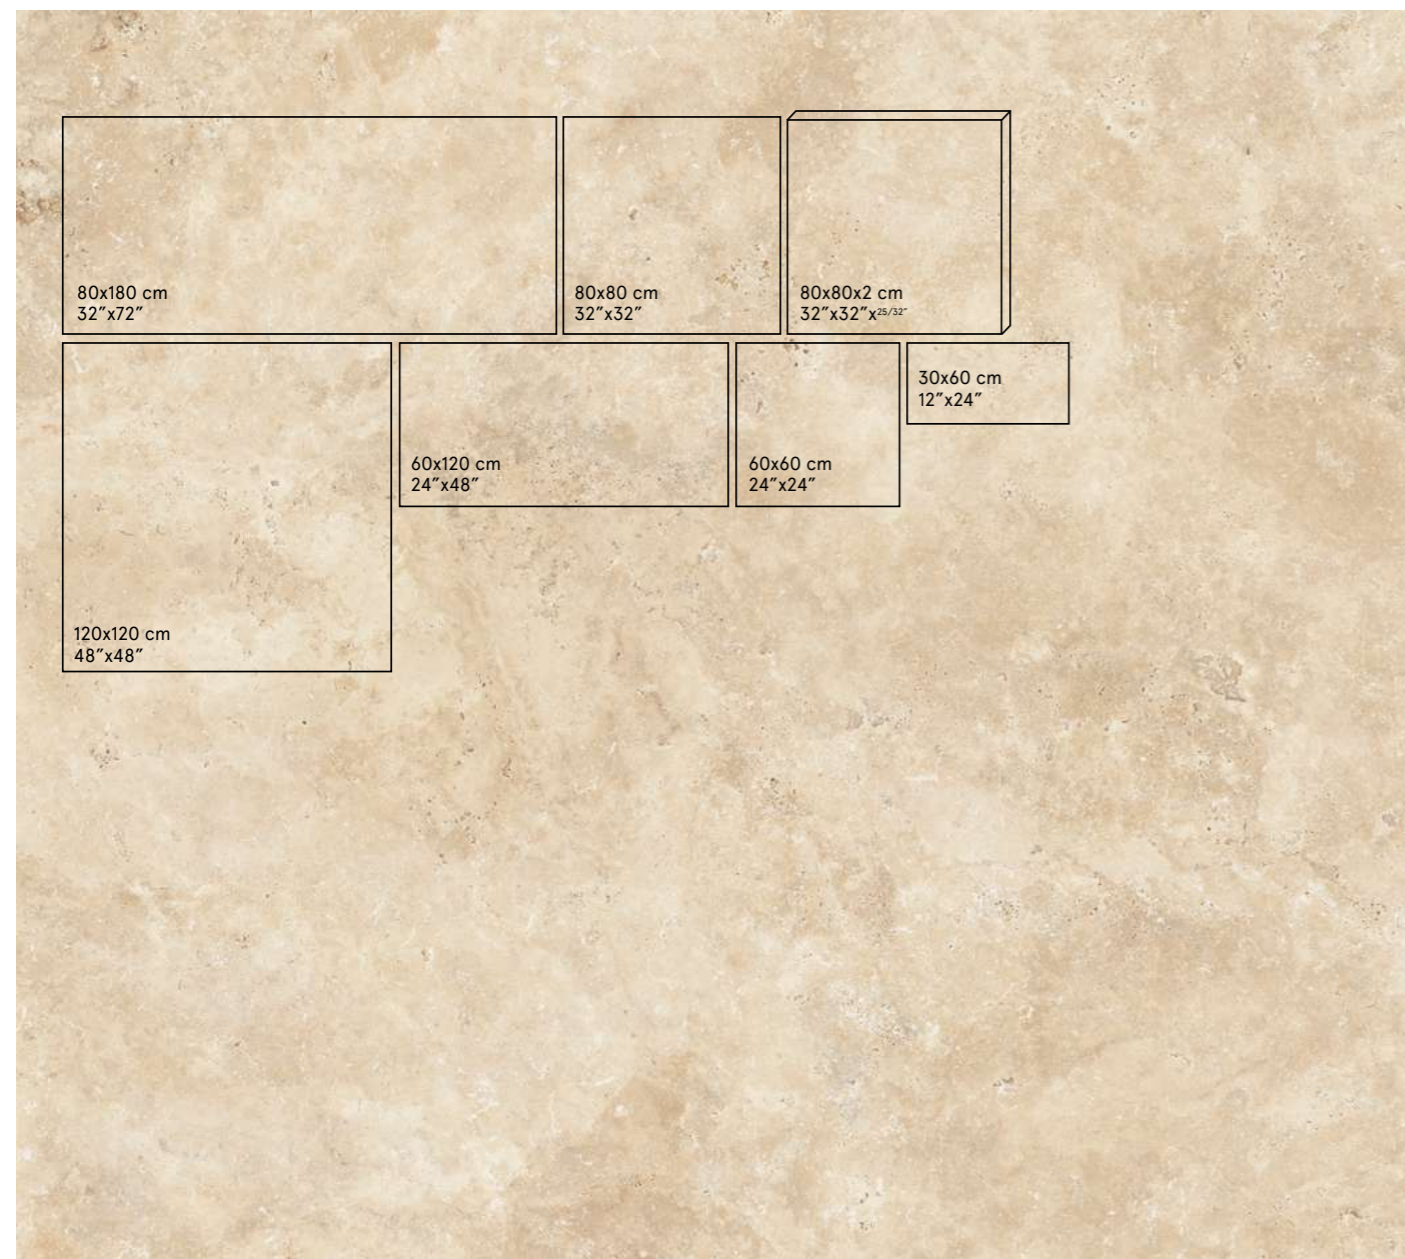 80x180 cm
32″x72″
80x80 cm
32″x32″
80x80x2 cm
32″x32″x25/32″
30x60 cm
12″x24″
60x120 cm
24″x48″
60x60 cm
24″x24″
120x120 cm
48″x48″